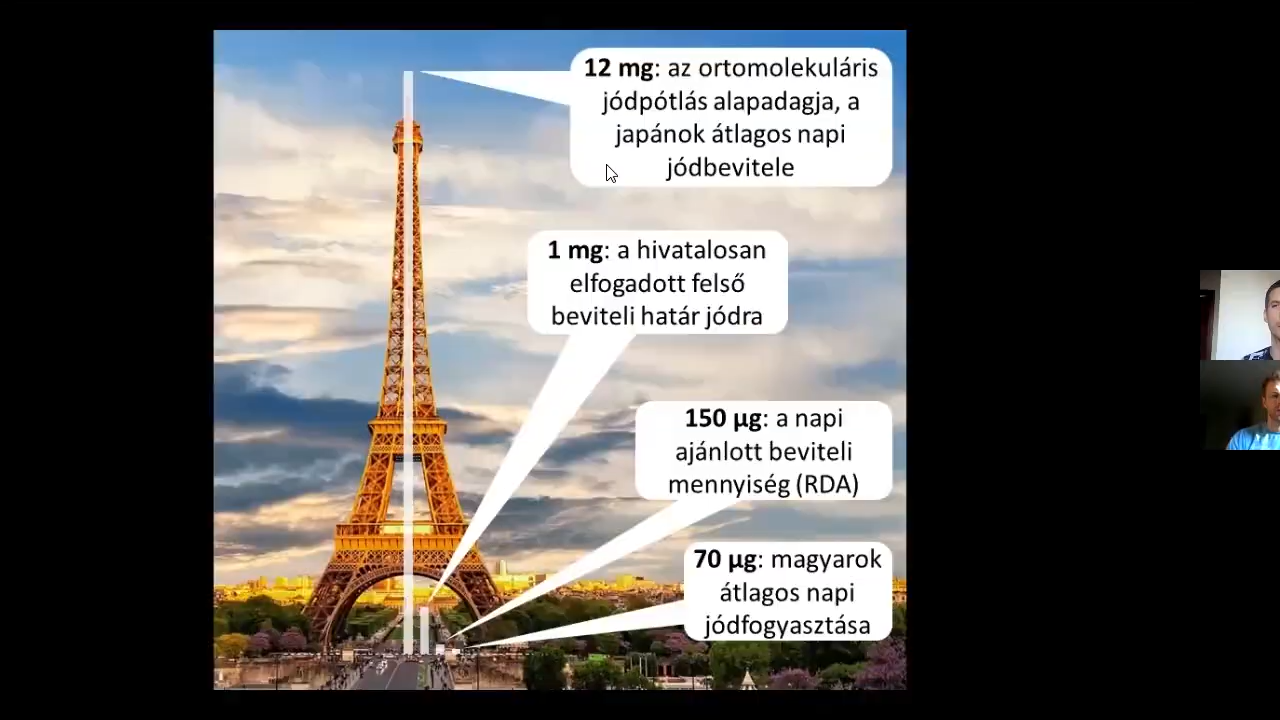 12 mg: az ortomolekuláris
jódpótlás alapadagja, a
japánok átlagos napi
jódbevitele
1 mg: a hivatalosan
elfogadott felső
beviteli határ jódra
150 µg: a napi
ajánlott beviteli
mennyiség (RDA)
70 µg: magyarok
átlagos napi
jódfogyasztása